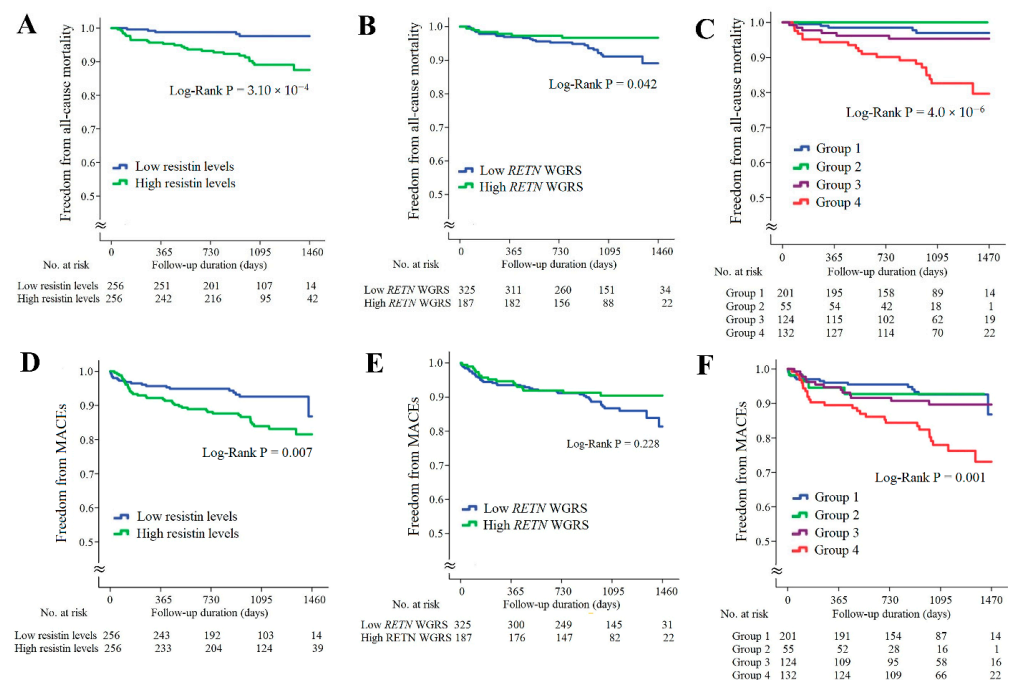 A
Freedom from all-cause mortality
1.0
0.9
0.8
0.7
0.6
0.5
Log-Rank P = 3.10 × 10⁻⁴
Low resistin levels
High resistin levels
0 365 730 1095 1460
No. at risk Follow-up duration (days)
Low resistin levels 256 251 201 107 14
High resistin levels 256 242 216 95 42
B
Freedom from all-cause mortality
1.0
0.9
0.8
0.7
0.6
0.5
Log-Rank P = 0.042
Low RETN WGRS
High RETN WGRS
0 365 730 1095 1460
No. at risk Follow-up duration (days)
Low RETN WGRS 325 311 260 151 34
High RETN WGRS 187 182 156 88 22
C
Freedom from all-cause mortality
1.0
0.9
0.8
0.7
0.6
0.5
Log-Rank P = 4.0 × 10⁻⁶
Group 1
Group 2
Group 3
Group 4
0 365 730 1095 1470
No. at risk Follow-up duration (days)
Group 1 201 195 158 89 14
Group 2 55 54 42 18 1
Group 3 124 115 102 62 19
Group 4 132 127 114 70 22
D
Freedom from MACEs
1.0
0.9
0.8
0.7
0.6
0.5
Log-Rank P = 0.007
Low resistin levels
High resistin levels
0 365 730 1095 1460
No. at risk Follow-up duration (days)
Low resistin levels 256 243 192 103 14
High resistin levels 256 233 204 124 39
E
Freedom from MACEs
1.0
0.9
0.8
0.7
0.6
0.5
Log-Rank P = 0.228
Low RETN WGRS
High RETN WGRS
0 365 730 1095 1460
No. at risk Follow-up duration (days)
Low RETN WGRS 325 300 249 145 31
High RETN WGRS 187 176 147 82 22
F
Freedom from MACEs
1.0
0.9
0.8
0.7
0.6
0.5
Log-Rank P = 0.001
Group 1
Group 2
Group 3
Group 4
0 365 730 1095 1470
No. at risk Follow-up duration (days)
Group 1 201 191 154 87 14
Group 2 55 52 28 16 1
Group 3 124 109 95 58 16
Group 4 132 124 109 66 22